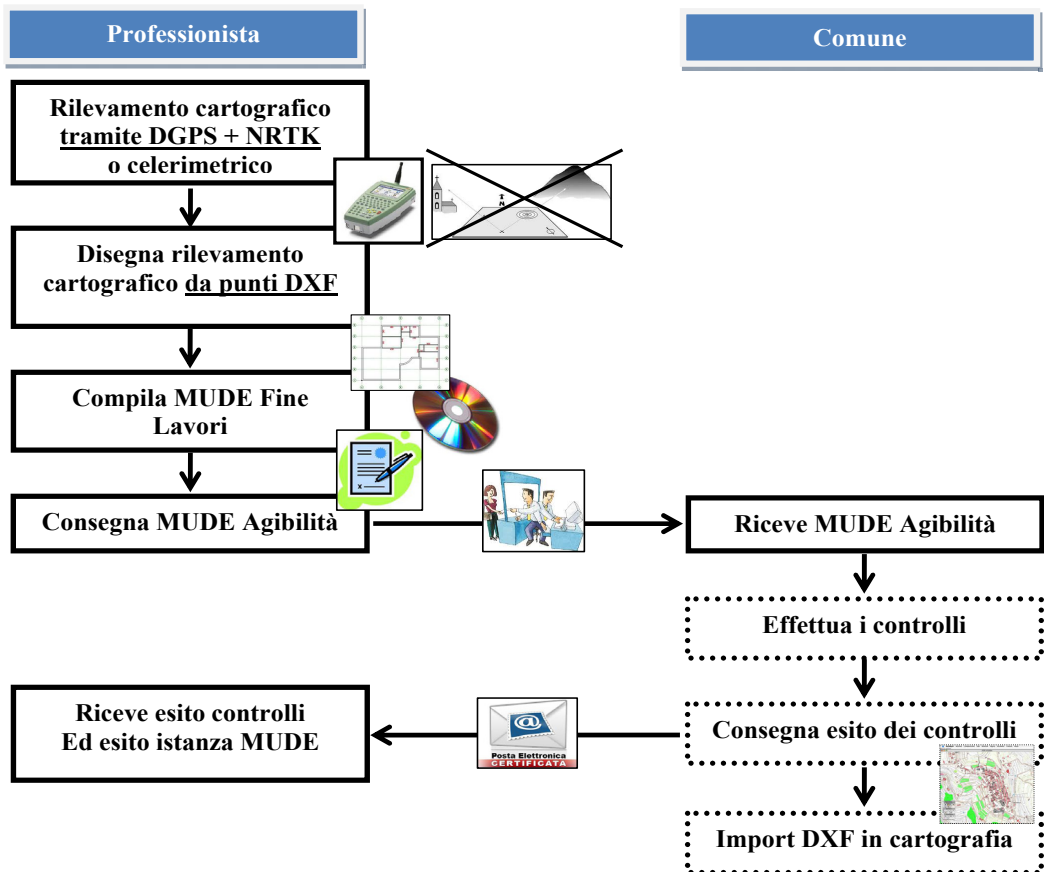 Professionista
Comune
Rilevamento cartografico
tramite DGPS + NRTK
o celerimetrico
Disegna rilevamento
cartografico da punti DXF
Compila MUDE Fine
Lavori
Consegna MUDE Agibilità
Riceve MUDE Agibilità
Effettua i controlli
Riceve esito controlli
Ed esito istanza MUDE
@
Posta Elettronica
CERTIFICATA
Consegna esito dei controlli
Import DXF in cartografia